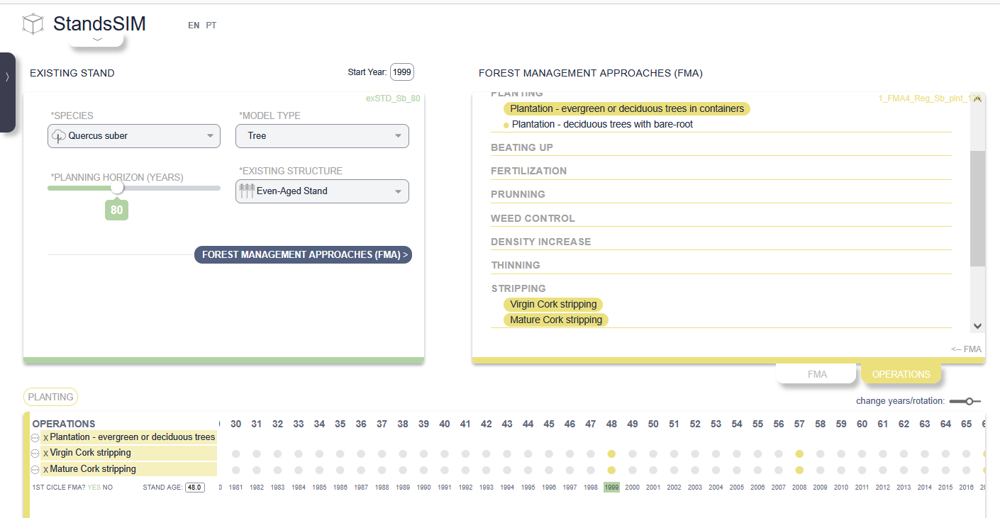 StandsSIM
EN PT
EXISTING STAND
Start Year: 1999
exSTD_Sb_80
*SPECIES
*MODEL TYPE
Quercus suber
Tree
*PLANNING HORIZON (YEARS)
*EXISTING STRUCTURE
Even-Aged Stand
80
FOREST MANAGEMENT APPROACHES (FMA) >
FOREST MANAGEMENT APPROACHES (FMA)
PLANTING
1_FMA4_Reg_Sb_plnt_1
Plantation - evergreen or deciduous trees in containers
Plantation - deciduous trees with bare-root
BEATING UP
FERTILIZATION
PRUNNING
WEED CONTROL
DENSITY INCREASE
THINNING
STRIPPING
Virgin Cork stripping
Mature Cork stripping
<-- FMA
FMA
OPERATIONS
PLANTING
change years/rotation:
OPERATIONS 30 31 32 33 34 35 36 37 38 39 40 41 42 43 44 45 46 47 48 49 50 51 52 53 54 55 56 57 58 59 60 61 62 63 64 65
x Plantation - evergreen or deciduous trees
x Virgin Cork stripping
x Mature Cork stripping
1ST CICLE FMA? YES NO STAND AGE: 48.0 0 1981 1982 1983 1984 1985 1986 1987 1988 1989 1990 1991 1992 1993 1994 1995 1996 1997 1998 1999 2000 2001 2002 2003 2004 2005 2006 2007 2008 2009 2010 2011 2012 2013 2014 2015 2016 20